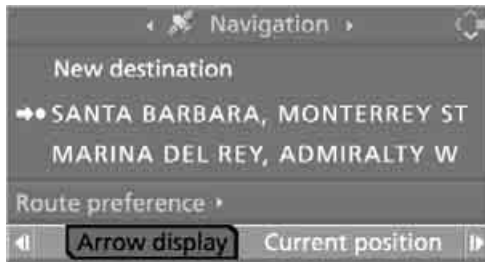 Navigation
New destination
SANTA BARBARA, MONTERREY ST
MARINA DEL REY, ADMIRALTY W
Route preference
Arrow display Current position